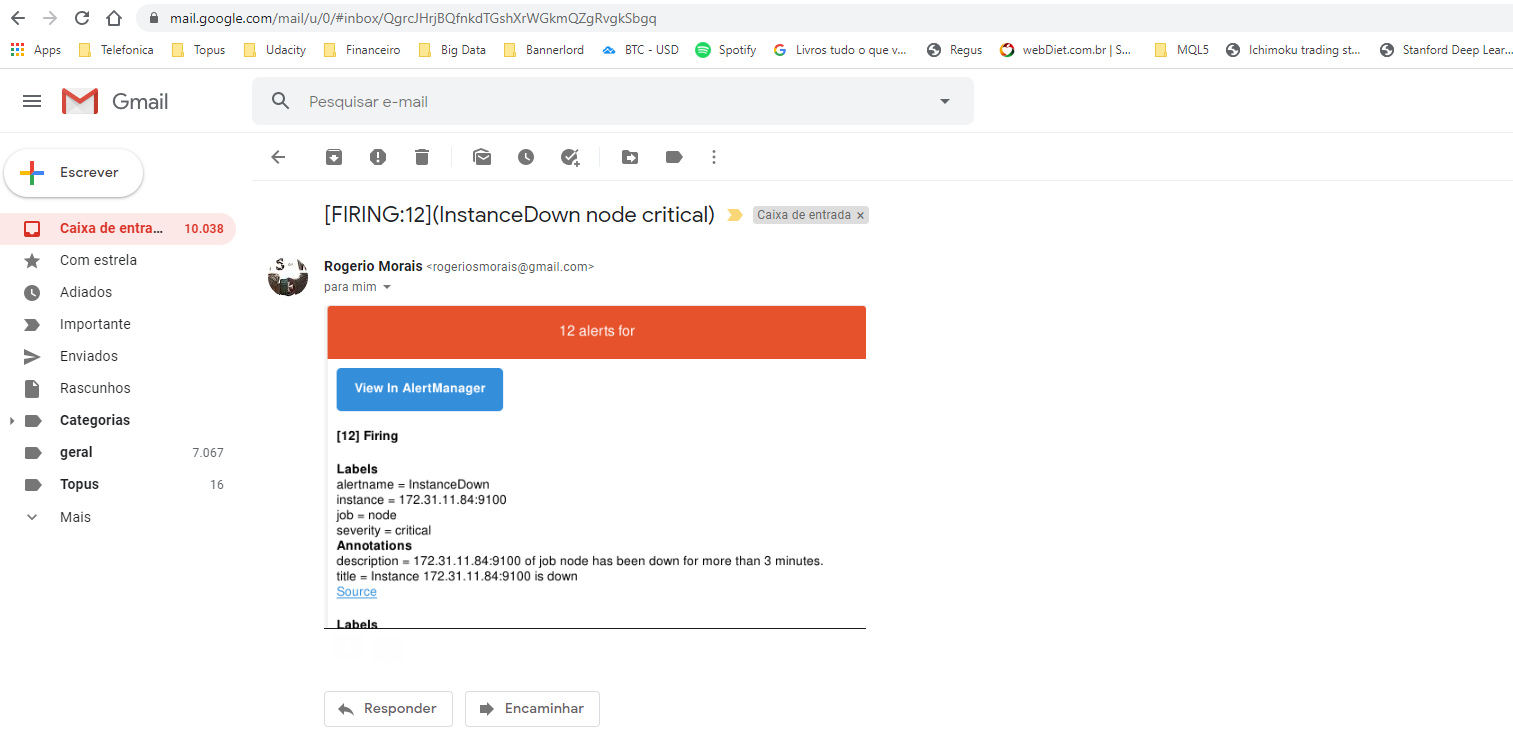 mail.google.com/mail/u/0/#inbox/QgrcJHrjBQfnkdTGshXrWGkmQZgRvgkSbgq
Apps Telefonica Topus Udacity Financeiro Big Data Bannerlord BTC - USD Spotify Livros tudo o que v... Regus webDiet.com.br | S... MQL5 Ichimoku trading st... Stanford Deep Lear...
Gmail
Pesquisar e-mail
Escrever
Caixa de entra... 10.038
Com estrela
Adiados
Importante
Enviados
Rascunhos
Categorias
geral 7.067
Topus 16
Mais
[FIRING:12](InstanceDown node critical) Caixa de entrada ×
Rogerio Morais <rogeriosmorais@gmail.com>
para mim
12 alerts for
View In AlertManager
[12] Firing
Labels
alertname = InstanceDown
instance = 172.31.11.84:9100
job = node
severity = critical
Annotations
description = 172.31.11.84:9100 of job node has been down for more than 3 minutes.
title = Instance 172.31.11.84:9100 is down
Source
Labels
Responder Encaminhar